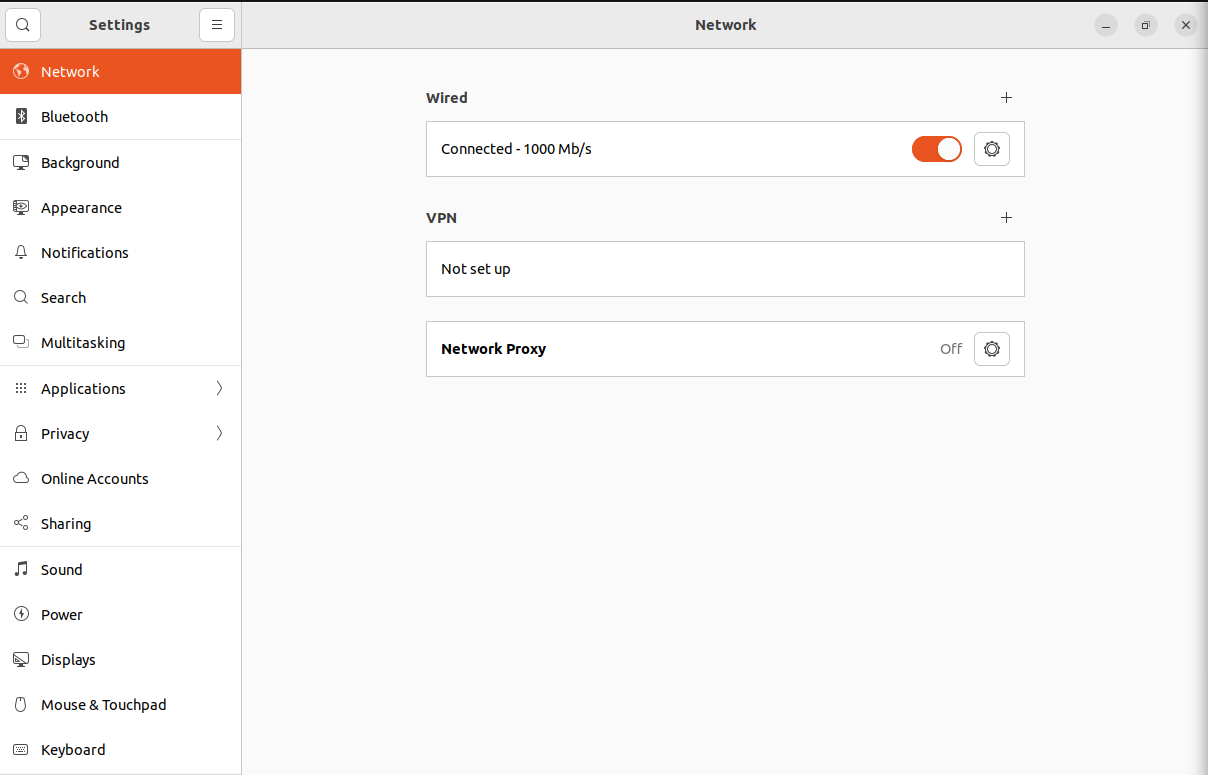 Settings
Network
Network
Bluetooth
Background
Appearance
Notifications
Search
Multitasking
Applications
Privacy
Online Accounts
Sharing
Sound
Power
Displays
Mouse & Touchpad
Keyboard
Wired
Connected - 1000 Mb/s
VPN
Not set up
Network Proxy Off